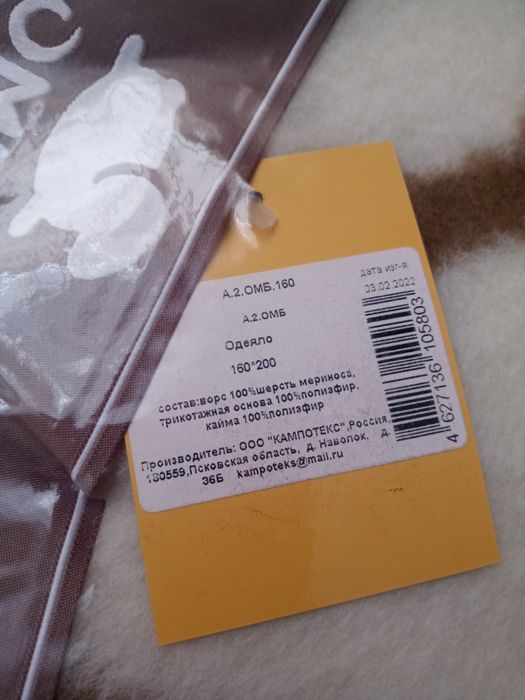 А.2.ОМБ.160
дата изг-я
03.02.2022
А.2.ОМБ
Одеяло
160*200
состав:ворс 100%шерсть мериноса,
трикотажная основа 100%полиэфир,
кайма 100%полиэфир
Производитель: ООО "КАМПОТЕКС",Россия,
180559,Псковская область, д. Наволок, д.
36Б kampoteks@mail.ru
4 627136 105803